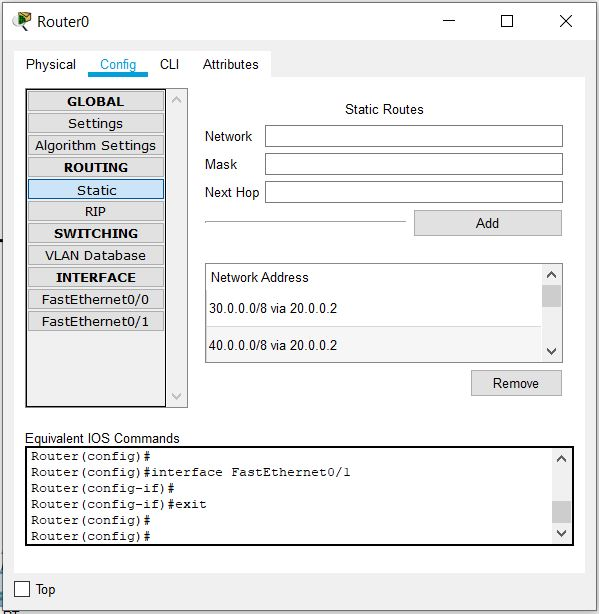 Router0
Physical Config CLI Attributes
GLOBAL
Settings
Algorithm Settings
ROUTING
Static
RIP
SWITCHING
VLAN Database
INTERFACE
FastEthernet0/0
FastEthernet0/1
Static Routes
Network
Mask
Next Hop
Add
Network Address
30.0.0.0/8 via 20.0.0.2
40.0.0.0/8 via 20.0.0.2
Remove
Equivalent IOS Commands
Router(config)#
Router(config)#interface FastEthernet0/1
Router(config-if)#
Router(config-if)#exit
Router(config)#
Router(config)#
Top